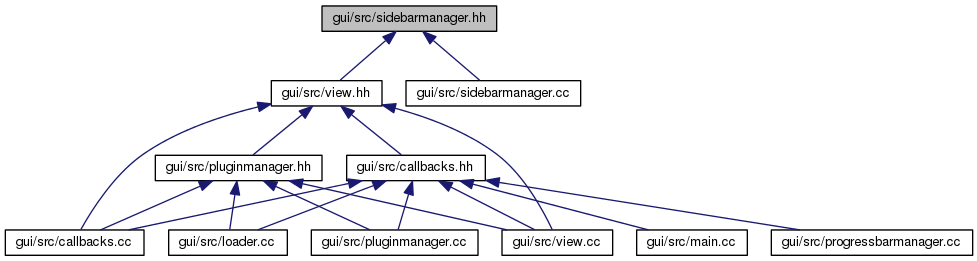 gui/src/sidebarmanager.hh
gui/src/view.hh
gui/src/sidebarmanager.cc
gui/src/pluginmanager.hh
gui/src/callbacks.hh
gui/src/callbacks.cc
gui/src/loader.cc
gui/src/pluginmanager.cc
gui/src/view.cc
gui/src/main.cc
gui/src/progressbarmanager.cc